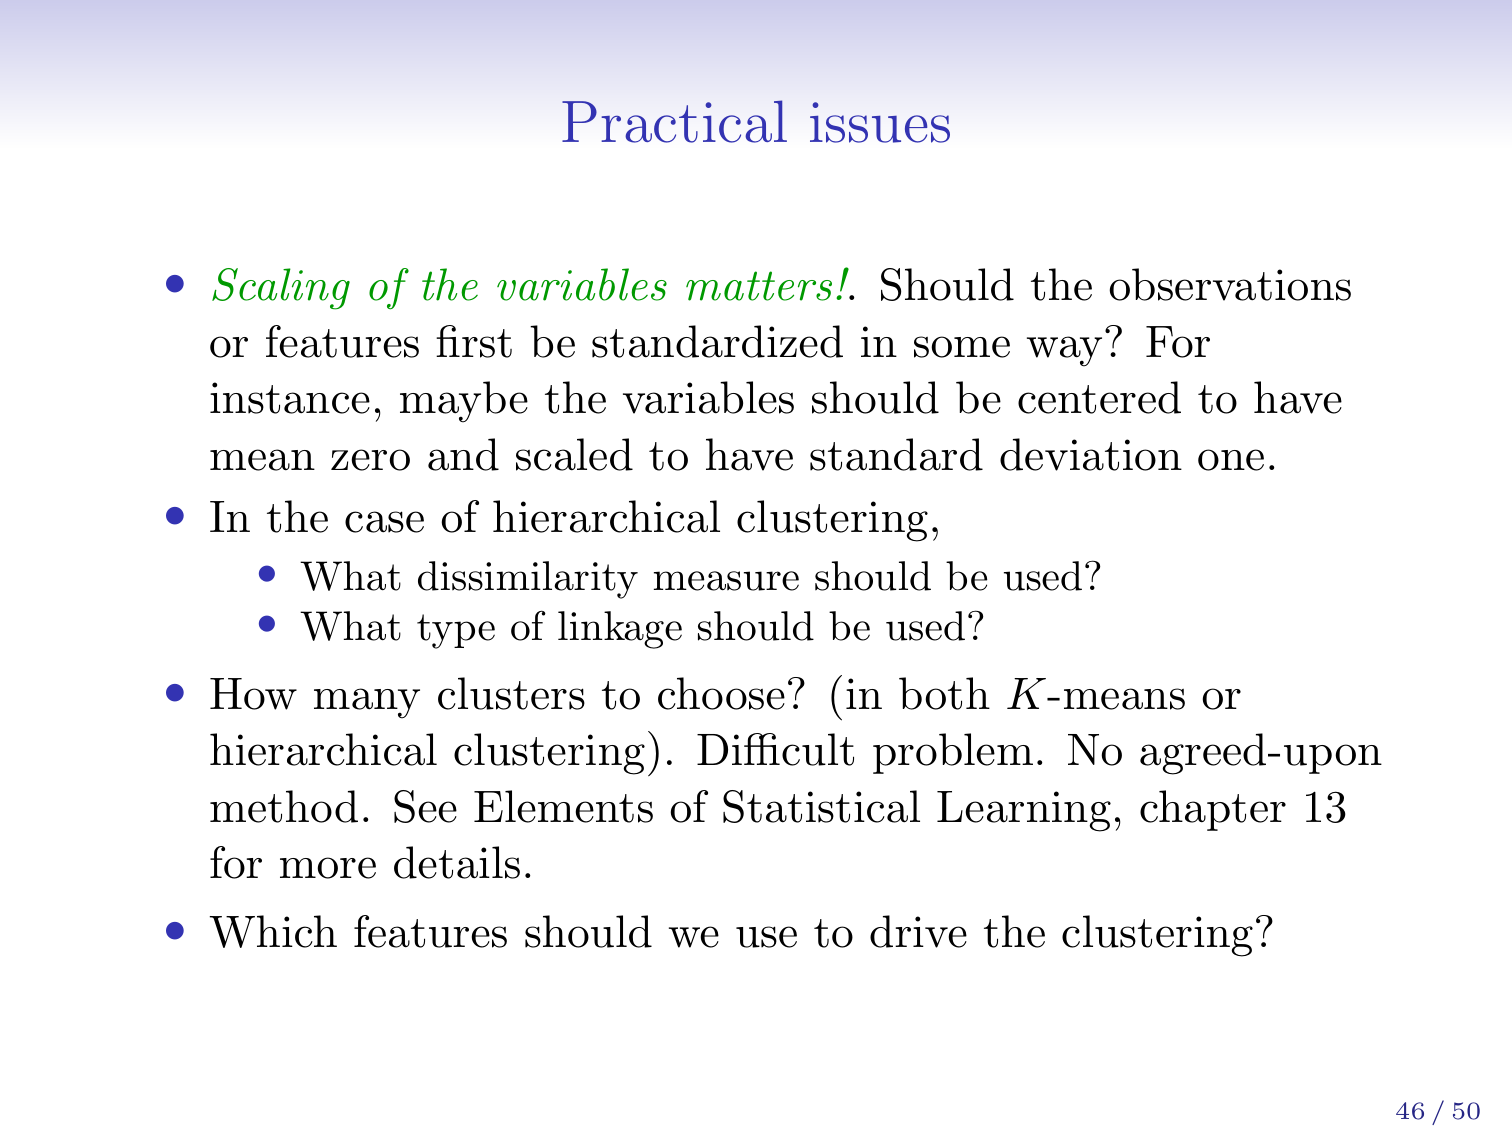 Practical issues
• Scaling of the variables matters!. Should the observations
or features first be standardized in some way? For
instance, maybe the variables should be centered to have
mean zero and scaled to have standard deviation one.
• In the case of hierarchical clustering,
• What dissimilarity measure should be used?
• What type of linkage should be used?
• How many clusters to choose? (in both K-means or
hierarchical clustering). Difficult problem. No agreed-upon
method. See Elements of Statistical Learning, chapter 13
for more details.
• Which features should we use to drive the clustering?
46 / 50